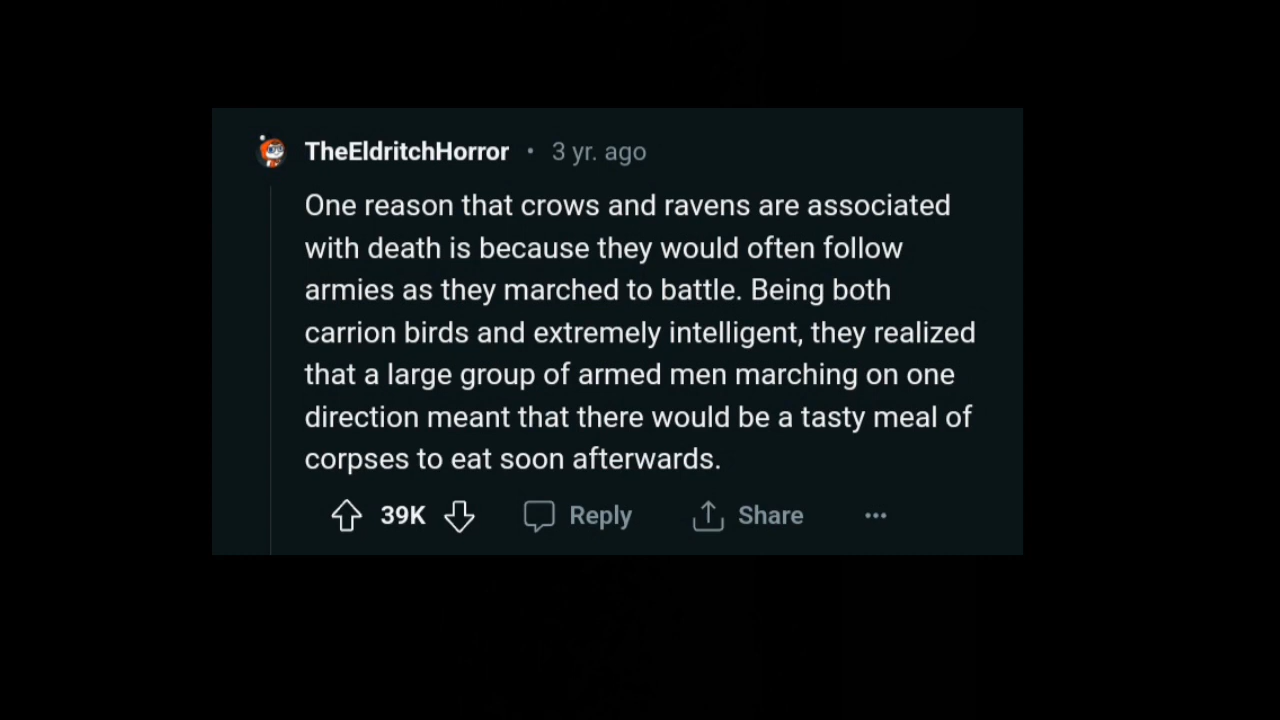 TheEldritchHorror · 3 yr. ago
One reason that crows and ravens are associated
with death is because they would often follow
armies as they marched to battle. Being both
carrion birds and extremely intelligent, they realized
that a large group of armed men marching on one
direction meant that there would be a tasty meal of
corpses to eat soon afterwards.
39K Reply Share ...